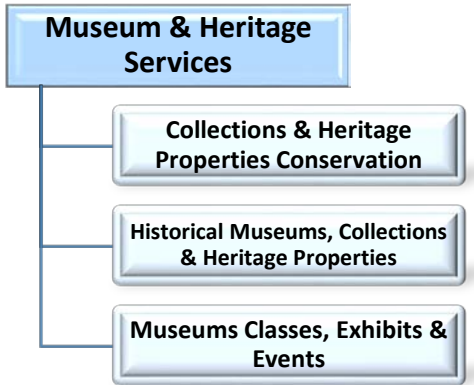 Museum & Heritage
Services
Collections & Heritage
Properties Conservation
Historical Museums, Collections
& Heritage Properties
Museums Classes, Exhibits &
Events